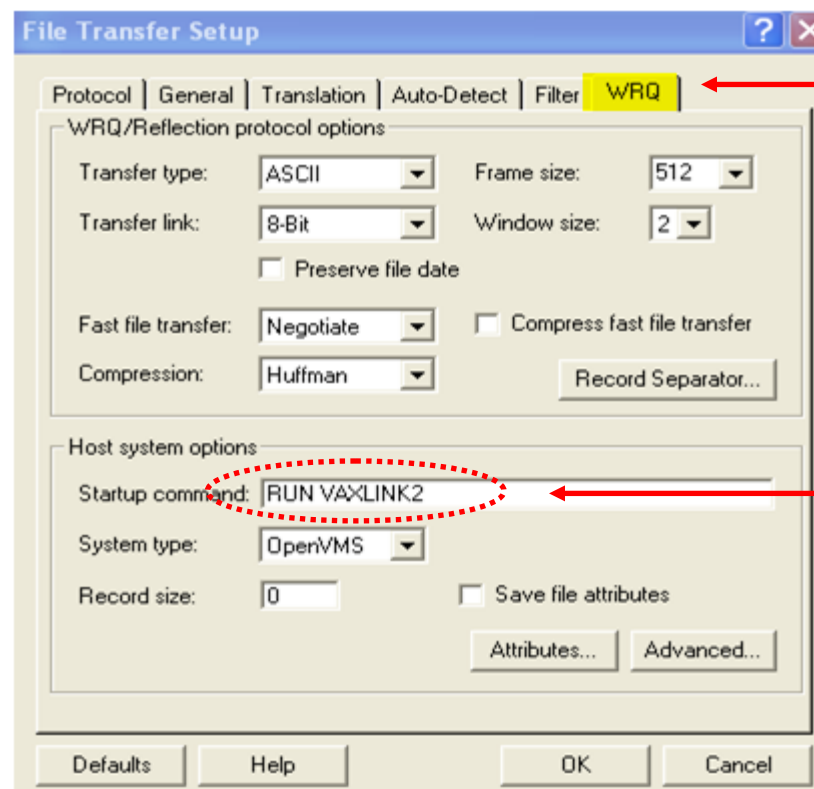 File Transfer Setup
Protocol General Translation Auto-Detect Filter WRQ
WRQ/Reflection protocol options
Transfer type: ASCII Frame size: 512
Transfer link: 8-Bit Window size: 2
Preserve file date
Fast file transfer: Negotiate Compress fast file transfer
Compression: Huffman Record Separator...
Host system options
Startup command: RUN VAXLINK2
System type: OpenVMS
Record size: 0 Save file attributes
Attributes... Advanced...
Defaults Help OK Cancel